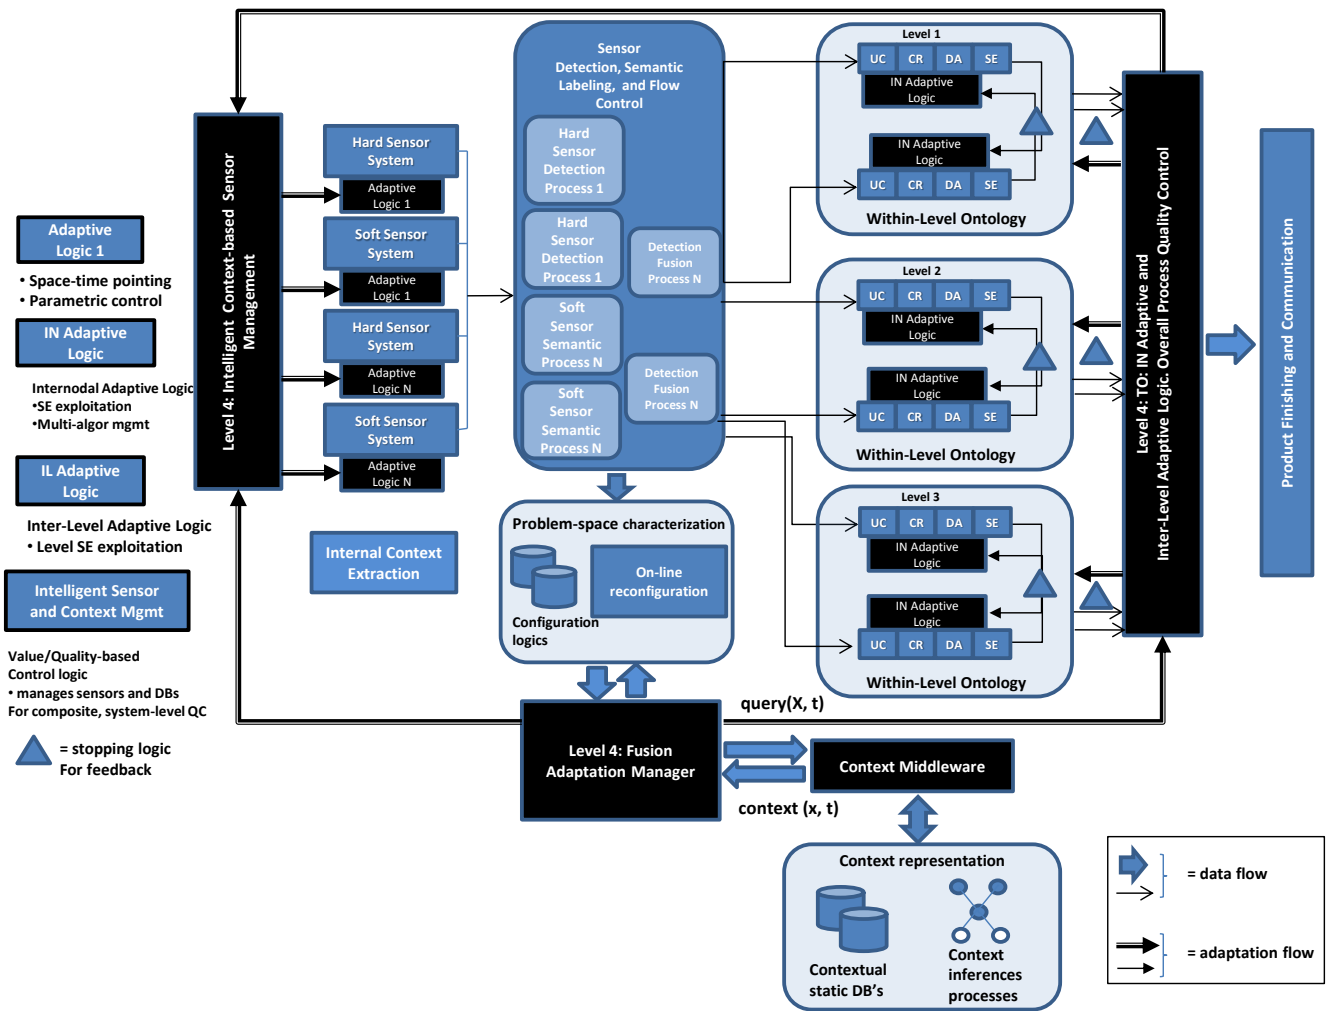 Level 4: Intelligent Context-based Sensor
Management
Adaptive
Logic 1
• Space-time pointing
• Parametric control
IN Adaptive
Logic
Internodal Adaptive Logic
•SE exploitation
•Multi-algor mgmt
IL Adaptive
Logic
Inter-Level Adaptive Logic
• Level SE exploitation
Intelligent Sensor
and Context Mgmt
Value/Quality-based
Control logic
• manages sensors and DBs
For composite, system-level QC
= stopping logic
For feedback
Hard Sensor
System
Adaptive
Logic 1
Soft Sensor
System
Adaptive
Logic 1
Hard Sensor
System
Adaptive
Logic N
Soft Sensor
System
Adaptive
Logic N
Internal Context
Extraction
Sensor
Detection, Semantic
Labeling, and Flow
Control
Hard
Sensor
Detection
Process 1
Hard
Sensor
Detection
Process 1
Soft
Sensor
Semantic
Process N
Soft
Sensor
Semantic
Process N
Detection
Fusion
Process N
Detection
Fusion
Process N
Problem-space characterization
On-line
reconfiguration
Configuration
logics
Level 4: Fusion
Adaptation Manager
query(X, t)
context (x, t)
Context Middleware
Context representation
Contextual
static DB's
Context
inferences
processes
Level 1
UC CR DA SE
IN Adaptive
Logic
IN Adaptive
Logic
UC CR DA SE
Within-Level Ontology
Level 2
UC CR DA SE
IN Adaptive
Logic
IN Adaptive
Logic
UC CR DA SE
Within-Level Ontology
Level 3
UC CR DA SE
IN Adaptive
Logic
IN Adaptive
Logic
UC CR DA SE
Within-Level Ontology
Level 4: TO: IN Adaptive and
Inter-Level Adaptive Logic. Overall Process Quality Control
Product Finishing and Communication
= data flow
= adaptation flow